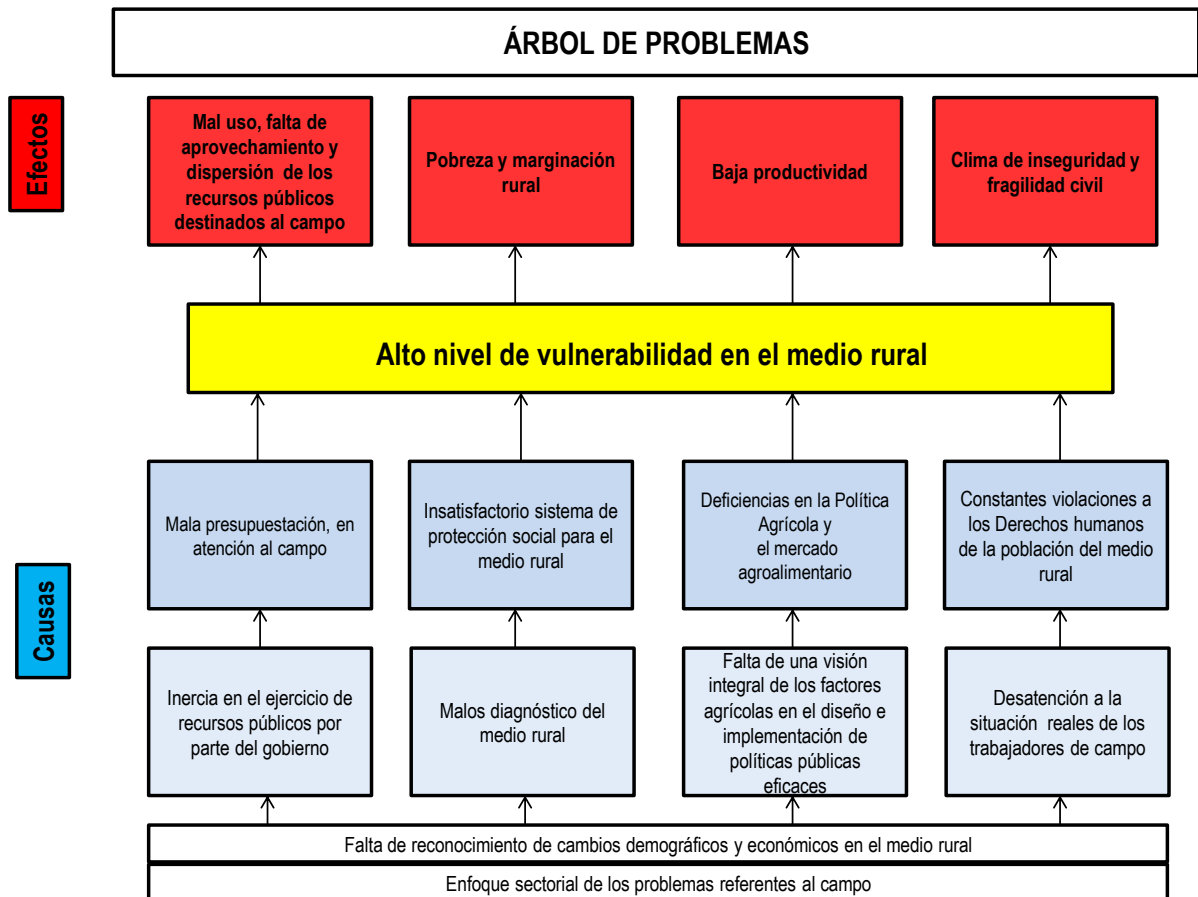 ÁRBOL DE PROBLEMAS
Efectos
Mal uso, falta de
aprovechamiento y
dispersión de los
recursos públicos
destinados al campo
Pobreza y marginación
rural
Baja productividad
Clima de inseguridad y
fragilidad civil
Alto nivel de vulnerabilidad en el medio rural
Causas
Mala presupuestación, en
atención al campo
Insatisfactorio sistema de
protección social para el
medio rural
Deficiencias en la Política
Agrícola y
el mercado
agroalimentario
Constantes violaciones a
los Derechos humanos
de la población del medio
rural
Inercia en el ejercicio de
recursos públicos por
parte del gobierno
Malos diagnóstico del
medio rural
Falta de una visión
integral de los factores
agrícolas en el diseño e
implementación de
políticas públicas
eficaces
Desatención a la
situación reales de los
trabajadores de campo
Falta de reconocimiento de cambios demográficos y económicos en el medio rural
Enfoque sectorial de los problemas referentes al campo